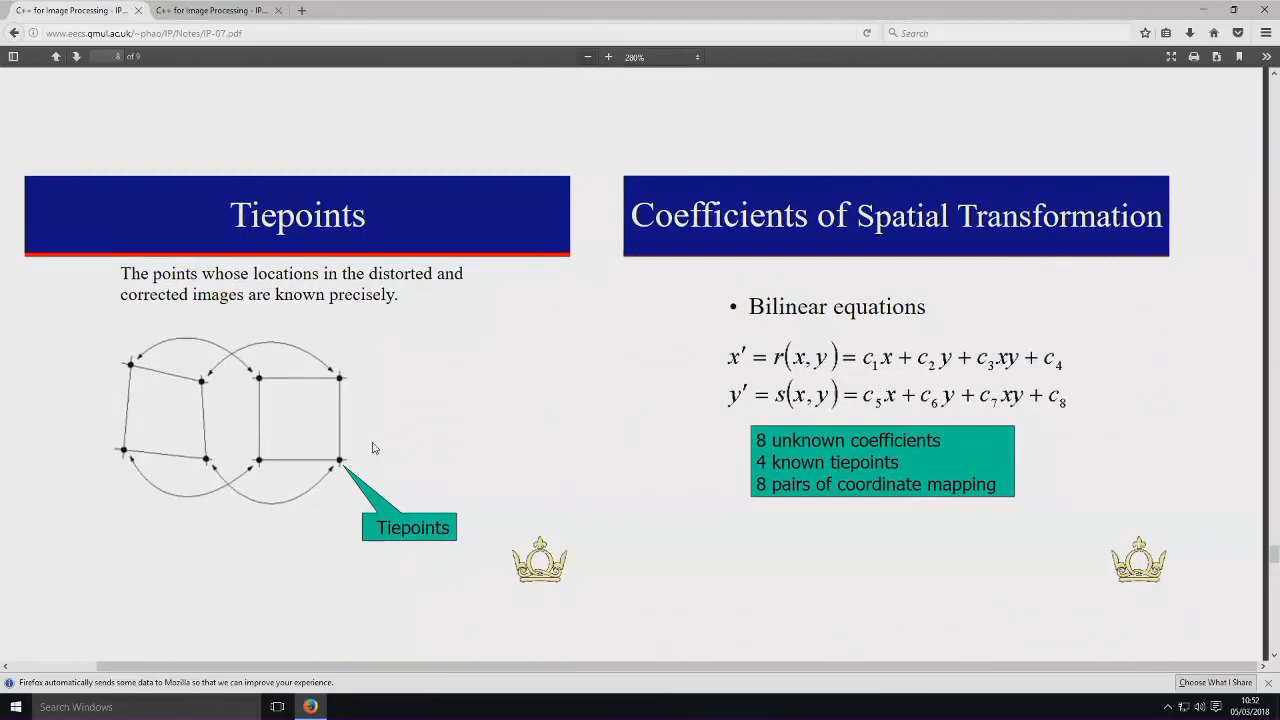 C++ for Image Processing - IP...
C++ for Image Processing - IP...
www.eecs.qmul.ac.uk/~phao/IP/Notes/IP-07.pdf
Search
8 of 9
280%
Tiepoints
The points whose locations in the distorted and
corrected images are known precisely.
Tiepoints
Coefficients of Spatial Transformation
• Bilinear equations
x′ = r(x, y) = c₁x + c₂y + c₃xy + c₄
y′ = s(x, y) = c₅x + c₆y + c₇xy + c₈
8 unknown coefficients
4 known tiepoints
8 pairs of coordinate mapping
Firefox automatically sends some data to Mozilla so that we can improve your experience.
Choose What I Share
Search Windows
10:52
05/03/2018